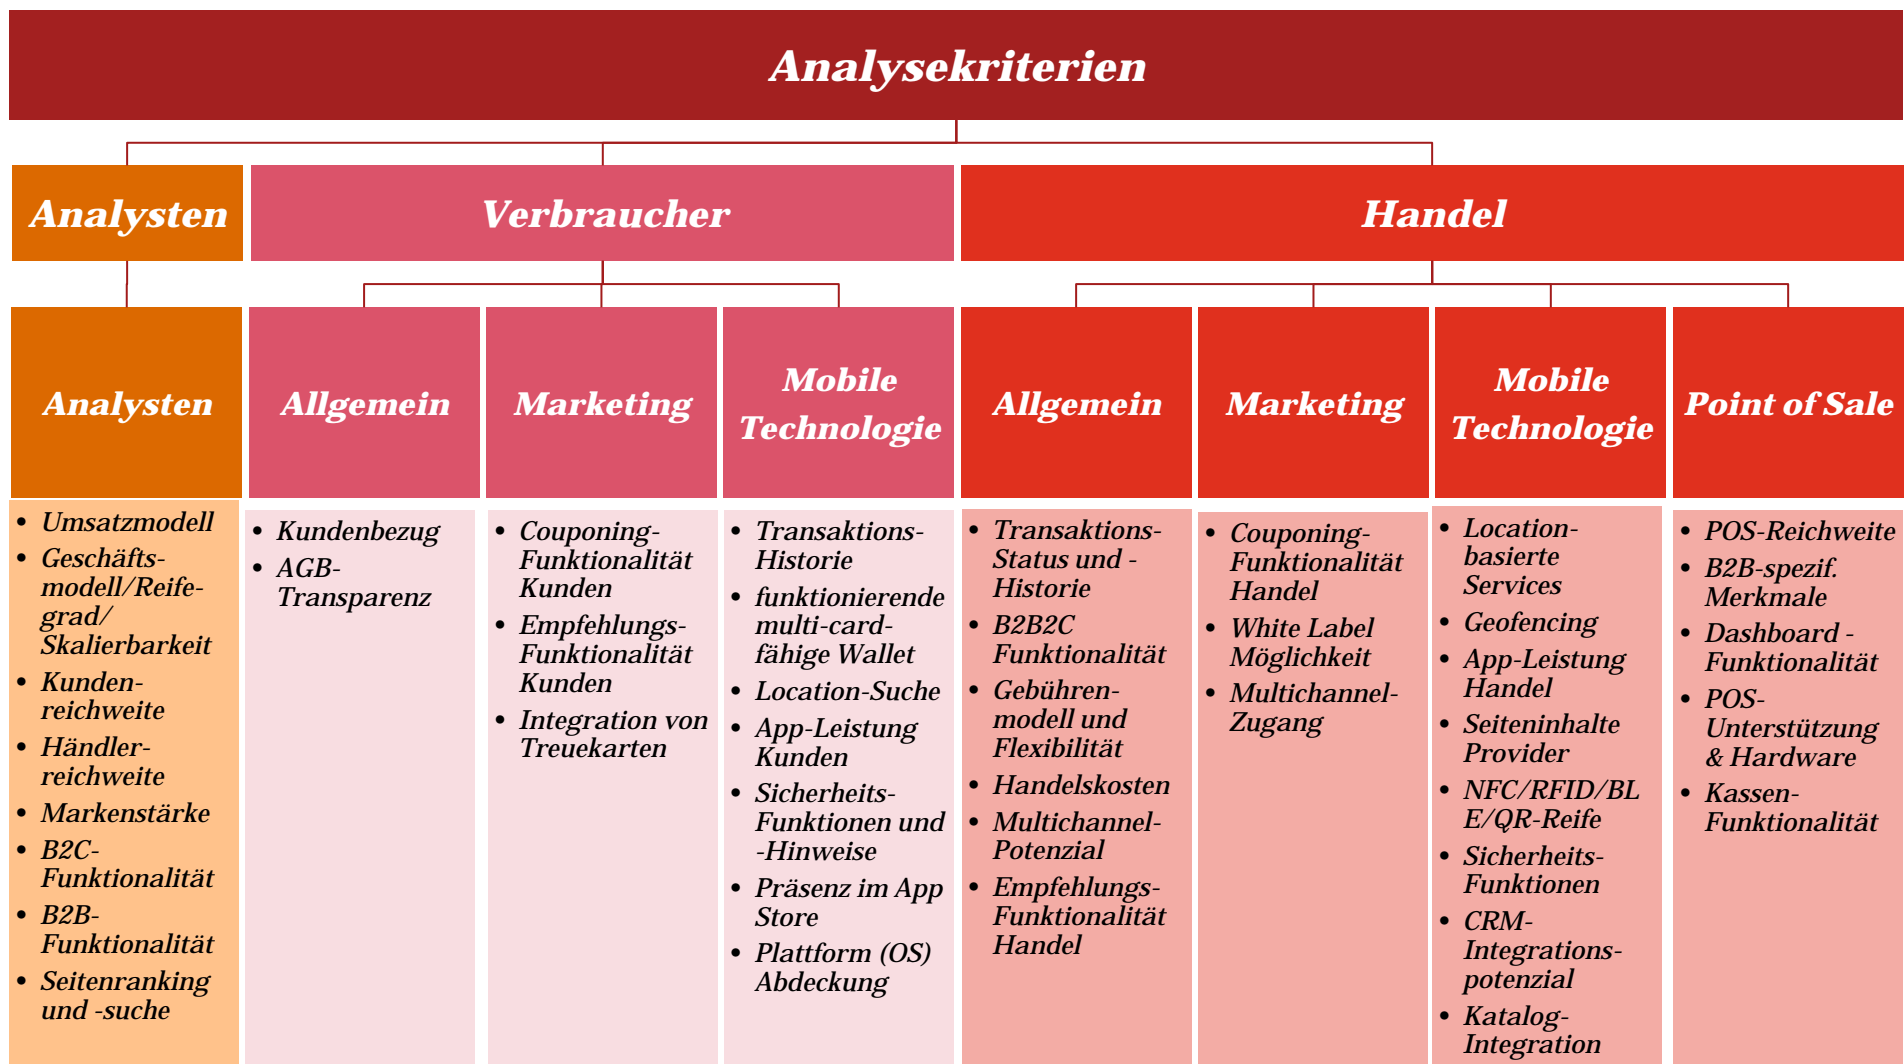 Analysekriterien
Analysten
Verbraucher
Handel
Analysten
Allgemein
Marketing
Mobile
Technologie
Allgemein
Marketing
Mobile
Technologie
Point of Sale
• Umsatzmodell
• Geschäfts-
modell/Reife-
grad/
Skalierbarkeit
• Kunden-
reichweite
• Händler-
reichweite
• Markenstärke
• B2C-
Funktionalität
• B2B-
Funktionalität
• Seitenranking
und -suche
• Kundenbezug
• AGB-
Transparenz
• Couponing-
Funktionalität
Kunden
• Empfehlungs-
Funktionalität
Kunden
• Integration von
Treuekarten
• Transaktions-
Historie
• funktionierende
multi-card-
fähige Wallet
• Location-Suche
• App-Leistung
Kunden
• Sicherheits-
Funktionen und
-Hinweise
• Präsenz im App
Store
• Plattform (OS)
Abdeckung
• Transaktions-
Status und -
Historie
• B2B2C
Funktionalität
• Gebühren-
modell und
Flexibilität
• Handelskosten
• Multichannel-
Potenzial
• Empfehlungs-
Funktionalität
Handel
• Couponing-
Funktionalität
Handel
• White Label
Möglichkeit
• Multichannel-
Zugang
• Location-
basierte
Services
• Geofencing
• App-Leistung
Handel
• Seiteninhalte
Provider
• NFC/RFID/BL
E/QR-Reife
• Sicherheits-
Funktionen
• CRM-
Integrations-
potenzial
• Katalog-
Integration
• POS-Reichweite
• B2B-spezif.
Merkmale
• Dashboard -
Funktionalität
• POS-
Unterstützung
& Hardware
• Kassen-
Funktionalität